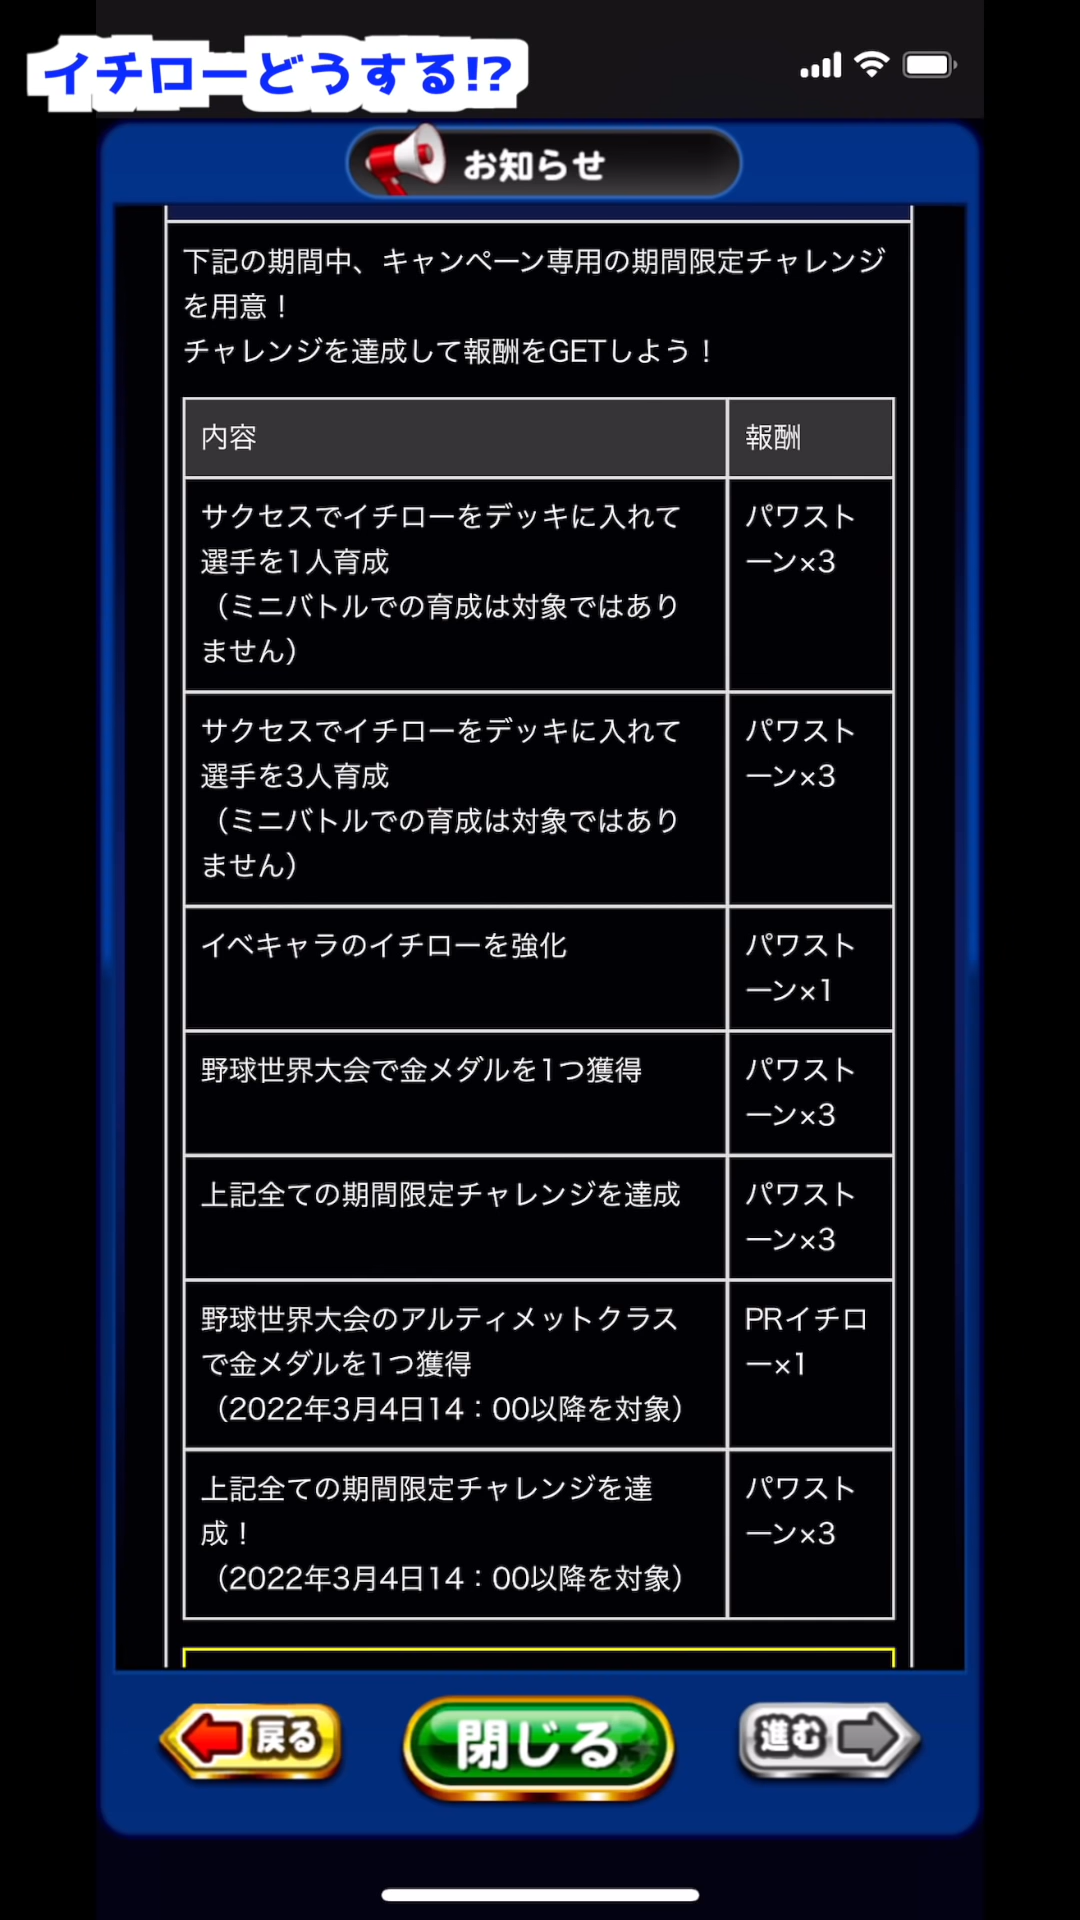 イチローどうする!?
お知らせ
下記の期間中、キャンペーン専用の期間限定チャレンジ
を用意！
チャレンジを達成して報酬をGETしよう！
内容
報酬
サクセスでイチローをデッキに入れて
選手を1人育成
（ミニバトルでの育成は対象ではあり
ません）
パワスト
ーン×3
サクセスでイチローをデッキに入れて
選手を3人育成
（ミニバトルでの育成は対象ではあり
ません）
パワスト
ーン×3
イベキャラのイチローを強化
パワスト
ーン×1
野球世界大会で金メダルを1つ獲得
パワスト
ーン×3
上記全ての期間限定チャレンジを達成
パワスト
ーン×3
野球世界大会のアルティメットクラス
で金メダルを1つ獲得
（2022年3月4日14：00以降を対象）
PRイチロ
ー×1
上記全ての期間限定チャレンジを達
成！
（2022年3月4日14：00以降を対象）
パワスト
ーン×3
戻る
閉じる
進む